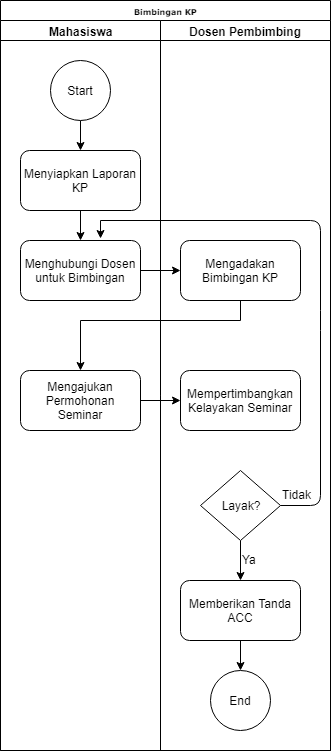 Bimbingan KP
Mahasiswa
Dosen Pembimbing
Start
Menyiapkan Laporan
KP
Menghubungi Dosen
untuk Bimbingan
Mengadakan
Bimbingan KP
Mengajukan
Permohonan
Seminar
Mempertimbangkan
Kelayakan Seminar
Layak?
Tidak
Ya
Memberikan Tanda
ACC
End